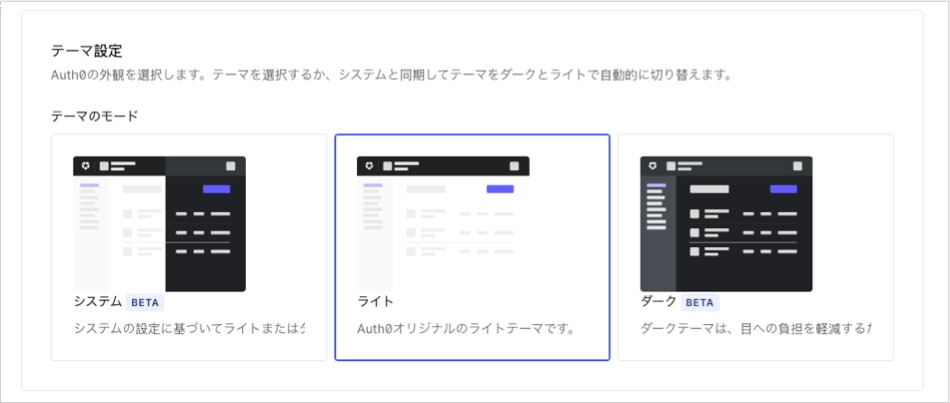 テーマ設定
Auth0の外観を選択します。テーマを選択するか、システムと同期してテーマをダークとライトで自動的に切り替えます。
テーマのモード
システム BETA
システムの設定に基づいてライトまたは
ライト
Auth0オリジナルのライトテーマです。
ダーク BETA
ダークテーマは、目への負担を軽減する